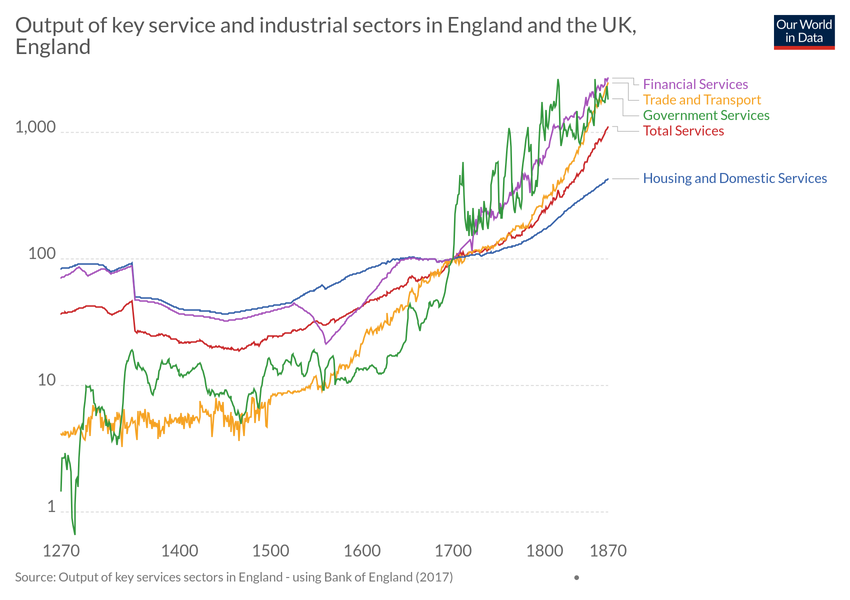 Output of key service and industrial sectors in England and the UK,
England
Our World
in Data
Financial Services
Trade and Transport
Government Services
Total Services
Housing and Domestic Services
1,000
100
10
1
1270
1400
1500
1600
1700
1800
1870
Source: Output of key services sectors in England - using Bank of England (2017)
•